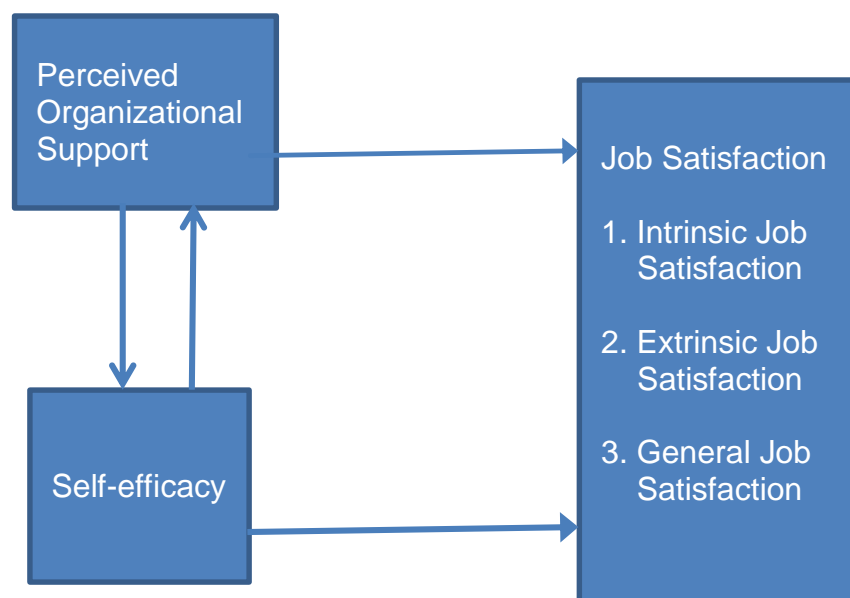 Perceived
Organizational
Support
Job Satisfaction
1. Intrinsic Job
Satisfaction
2. Extrinsic Job
Satisfaction
3. General Job
Satisfaction
Self-efficacy